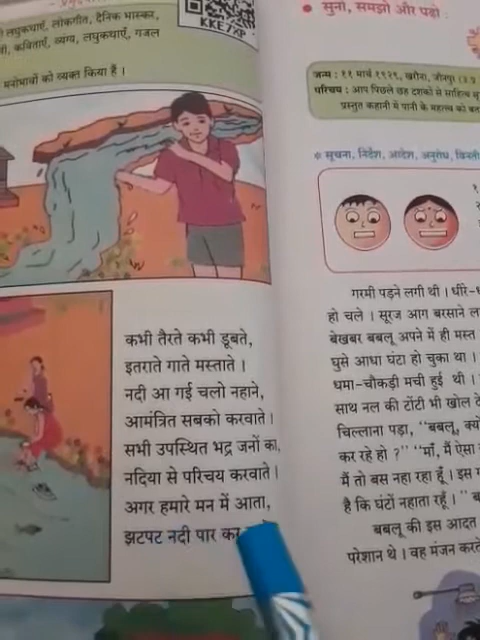 लघुकथाएँ, लोकगीत, दैनिक भास्कर,
कविताएँ, व्यंग्य, लघुकथाएँ, गजल
मनोभावों को व्यक्त किया है ।
KKE7XP
कभी तैरते कभी डूबते,
इतराते गाते मस्ताते ।
नदी आ गई चलो नहाने,
आमंत्रित सबको करवाते ।
सभी उपस्थित भद्र जनों का,
नदिया से परिचय करवाते ।
अगर हमारे मन में आता,
झटपट नदी पार कर
● सुनो, समझो और पढ़ो :
जन्म : ११ मार्च १९२९, खरौना, जौनपुर
परिचय : आप पिछले छह दशकों से साहित्य
प्रस्तुत कहानी में पानी के महत्त्व को
* सूचना, निर्देश, आदेश, अनुरोध,
गरमी पड़ने लगी थी । धीरे-
हो चले । सूरज आग बरसाने
बेखबर बबलू अपने में ही मस्त
घुसे आधा घंटा हो चुका था ।
धमा-चौकड़ी मची हुई थी ।
साथ नल की टोंटी भी खोल
चिल्लाना पड़ा, ‘‘बबलू,
कर रहे हो ?’’ ‘‘माँ, मैं ऐसा
मैं तो बस नहा रहा हूँ । इस
है कि घंटों नहाता रहूँ ।’’
बबलू की इस आदत
परेशान थे । वह मंजन करते